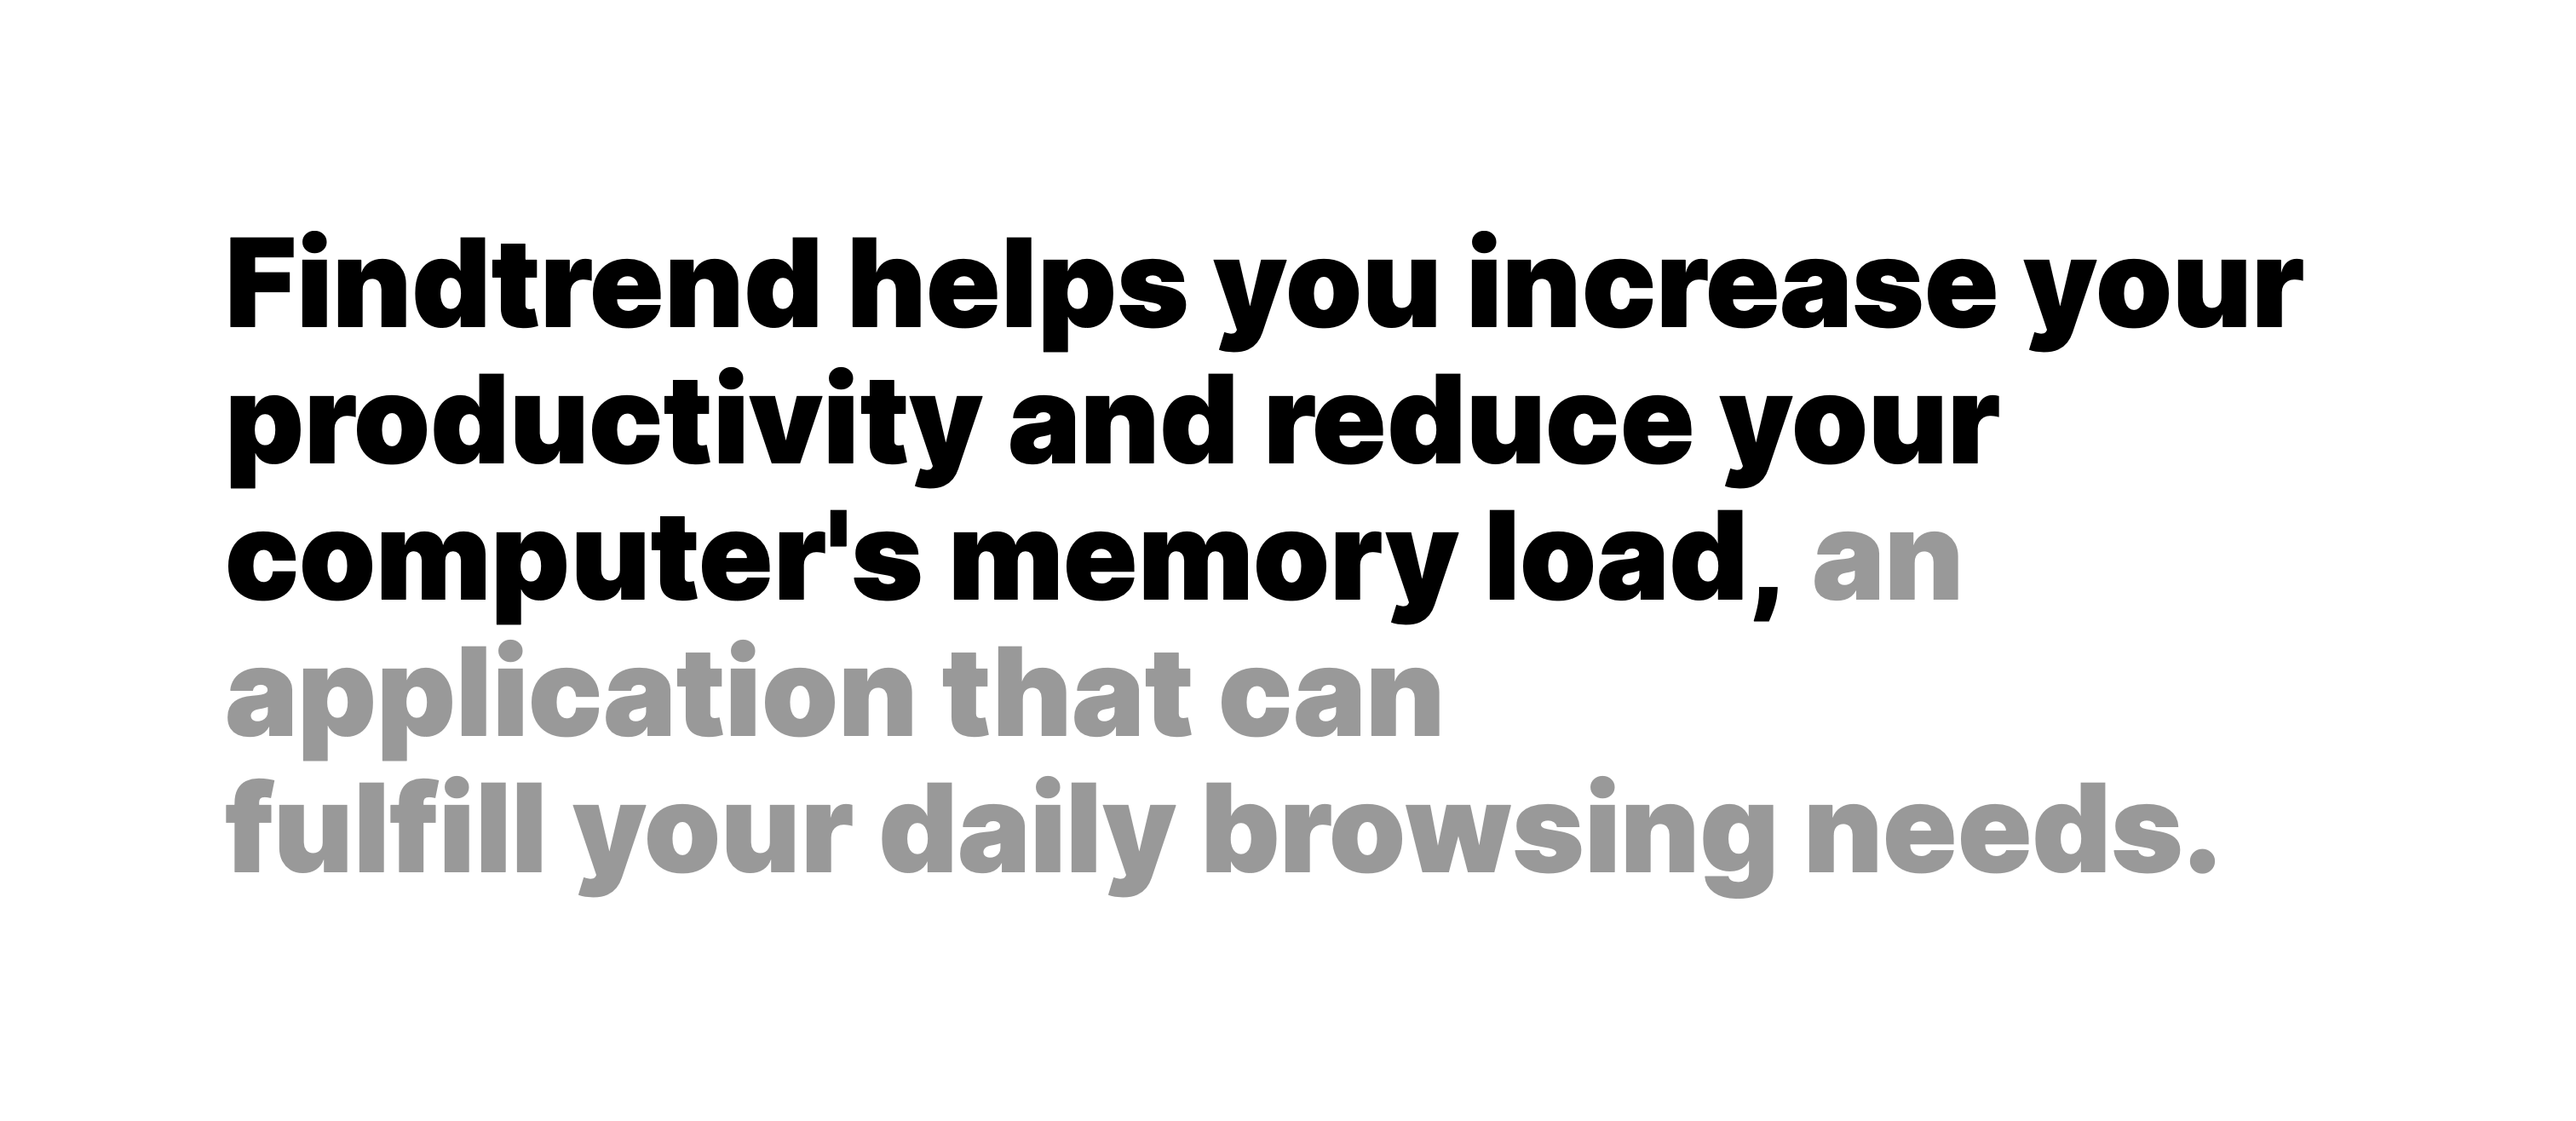 Findtrend helps you increase your
productivity and reduce your
computer's memory load, an
application that can
fulfill your daily browsing needs.